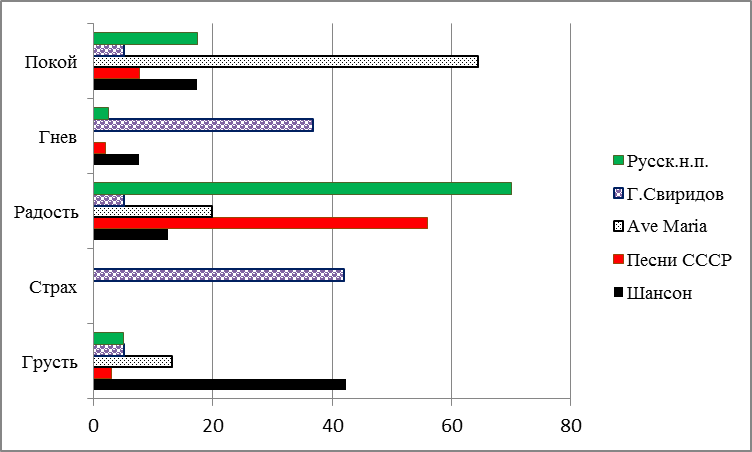 Покой
Гнев
Радость
Страх
Грусть
0 20 40 60 80
Русск.н.п.
Г.Свиридов
Ave Maria
Песни СССР
Шансон